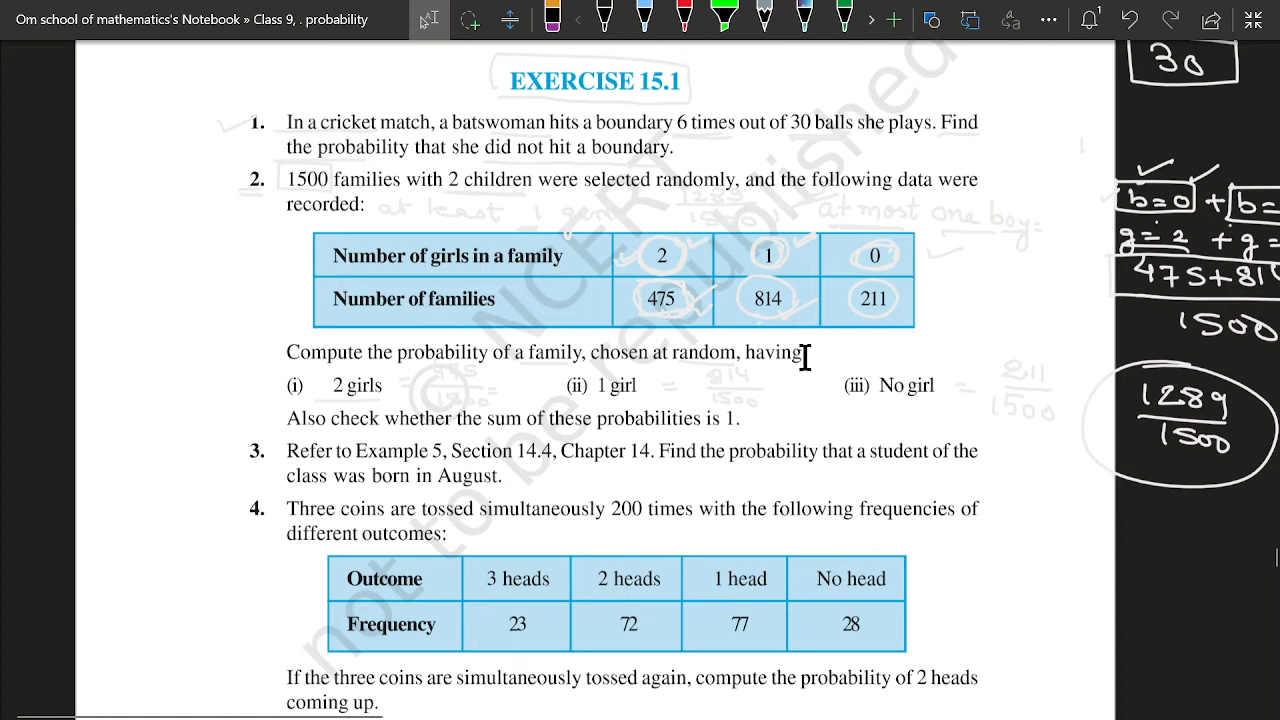 Om school of mathematics's Notebook » Class 9, . probability
EXERCISE 15.1
1. In a cricket match, a batswoman hits a boundary 6 times out of 30 balls she plays. Find
the probability that she did not hit a boundary.
2. 1500 families with 2 children were selected randomly, and the following data were
recorded:
at least 1 1289/1500 at most one boy=
Number of girls in a family 2 1 0
Number of families 475 814 211
Compute the probability of a family, chosen at random, having
(i) 2 girls = 475/1500 (ii) 1 girl = 814/1500 (iii) No girl = 211/1500
Also check whether the sum of these probabilities is 1.
3. Refer to Example 5, Section 14.4, Chapter 14. Find the probability that a student of the
class was born in August.
4. Three coins are tossed simultaneously 200 times with the following frequencies of
different outcomes:
Outcome 3 heads 2 heads 1 head No head
Frequency 23 72 77 28
If the three coins are simultaneously tossed again, compute the probability of 2 heads
coming up.
© NCERT
not to be republished
30
b=0 + b=
g=2 + g=
475+81
1500
1289
1500